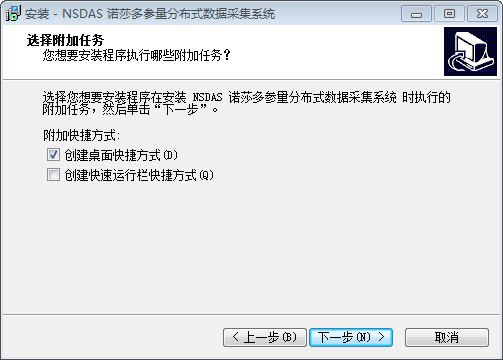 安装 - NSDAS 诺莎多参量分布式数据采集系统
选择附加任务
您想要安装程序执行哪些附加任务？
选择您想要安装程序在安装 NSDAS 诺莎多参量分布式数据采集系统 时执行的
附加任务，然后单击“下一步”。
附加快捷方式:
创建桌面快捷方式(D)
创建快速运行栏快捷方式(Q)
< 上一步(B) 下一步(N) > 取消